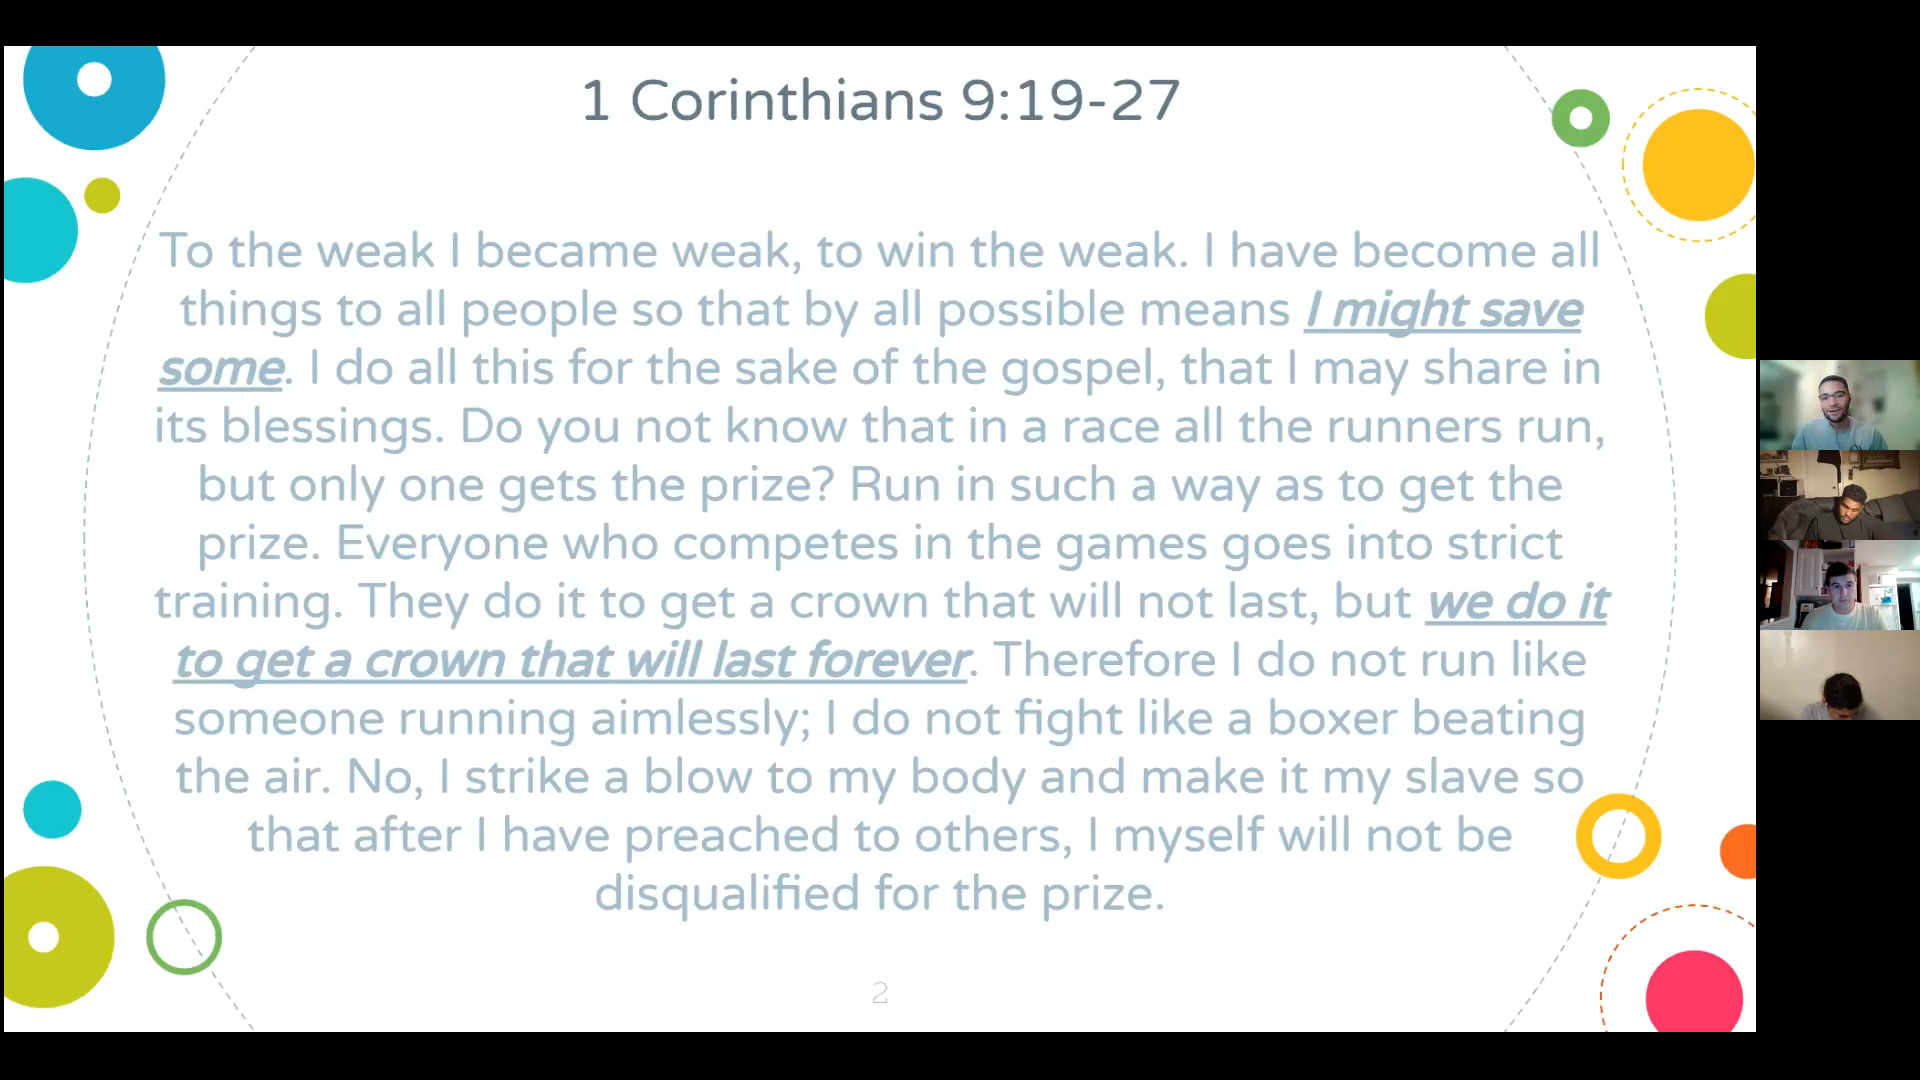 1 Corinthians 9:19-27
To the weak I became weak, to win the weak. I have become all
things to all people so that by all possible means I might save
some. I do all this for the sake of the gospel, that I may share in
its blessings. Do you not know that in a race all the runners run,
but only one gets the prize? Run in such a way as to get the
prize. Everyone who competes in the games goes into strict
training. They do it to get a crown that will not last, but we do it
to get a crown that will last forever. Therefore I do not run like
someone running aimlessly; I do not fight like a boxer beating
the air. No, I strike a blow to my body and make it my slave so
that after I have preached to others, I myself will not be
disqualified for the prize.
2